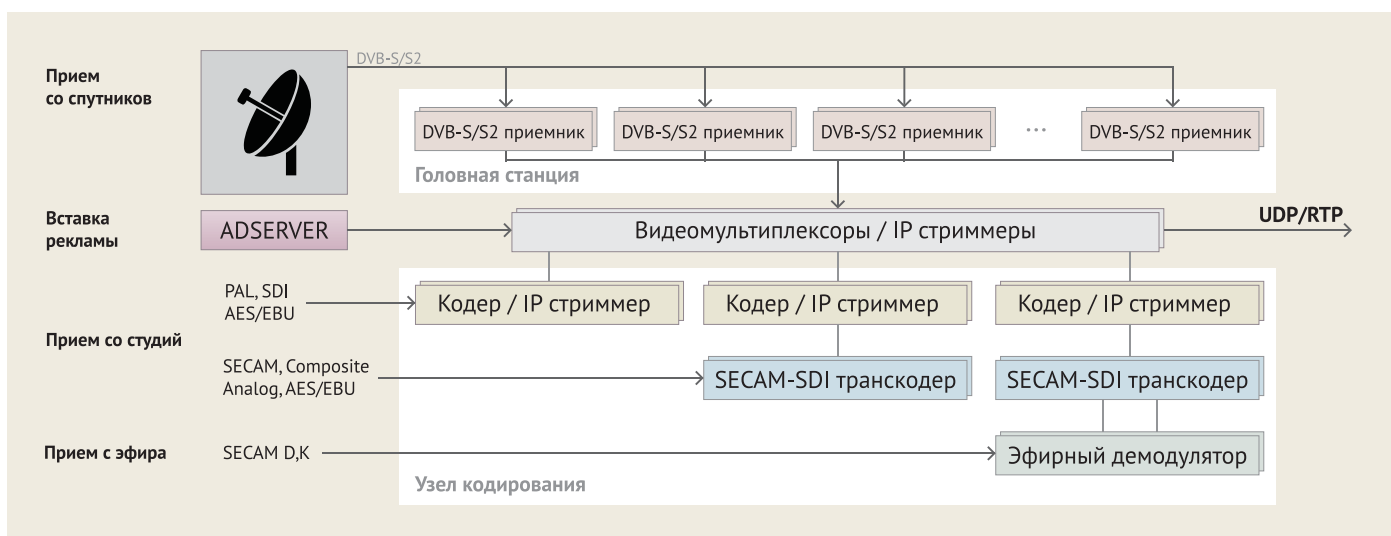 DVB-S/S2
Прием
со спутников
DVB-S/S2 приемник
DVB-S/S2 приемник
DVB-S/S2 приемник
...
DVB-S/S2 приемник
Головная станция
Вставка
рекламы
ADSERVER
Видеомультиплексоры / IP стриммеры
UDP/RTP
PAL, SDI
AES/EBU
Кодер / IP стриммер
Кодер / IP стриммер
Кодер / IP стриммер
Прием со студий
SECAM, Composite
Analog, AES/EBU
SECAM-SDI транскодер
SECAM-SDI транскодер
Прием с эфира
SECAM D,K
Эфирный демодулятор
Узел кодирования